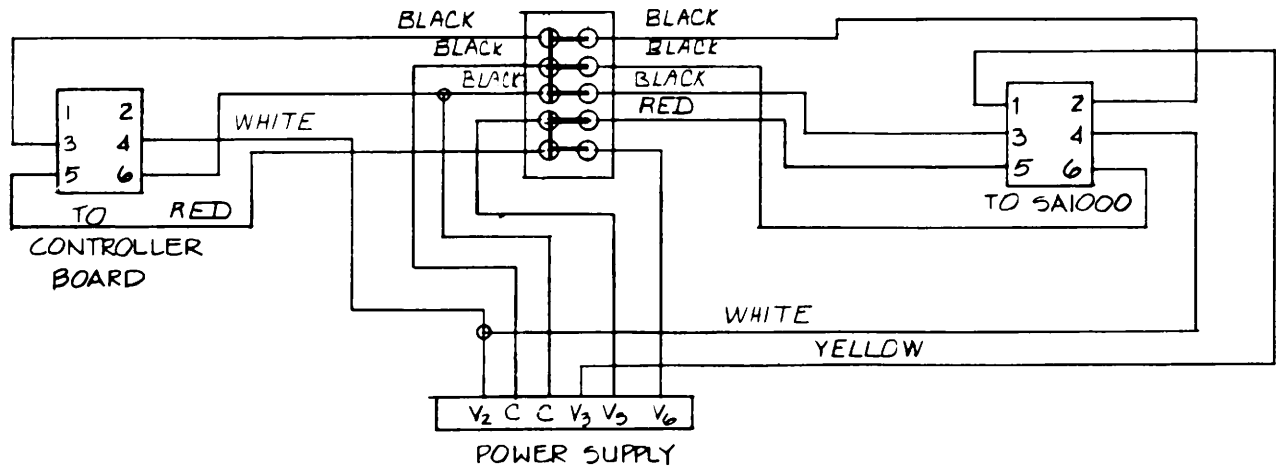 BLACK
BLACK
BLACK
BLACK
BLACK
BLACK
RED
WHITE
1 2
3 4
5 6
TO
CONTROLLER
BOARD
RED
1 2
3 4
5 6
TO SA1000
WHITE
YELLOW
V2 C C V3 V5 V6
POWER SUPPLY